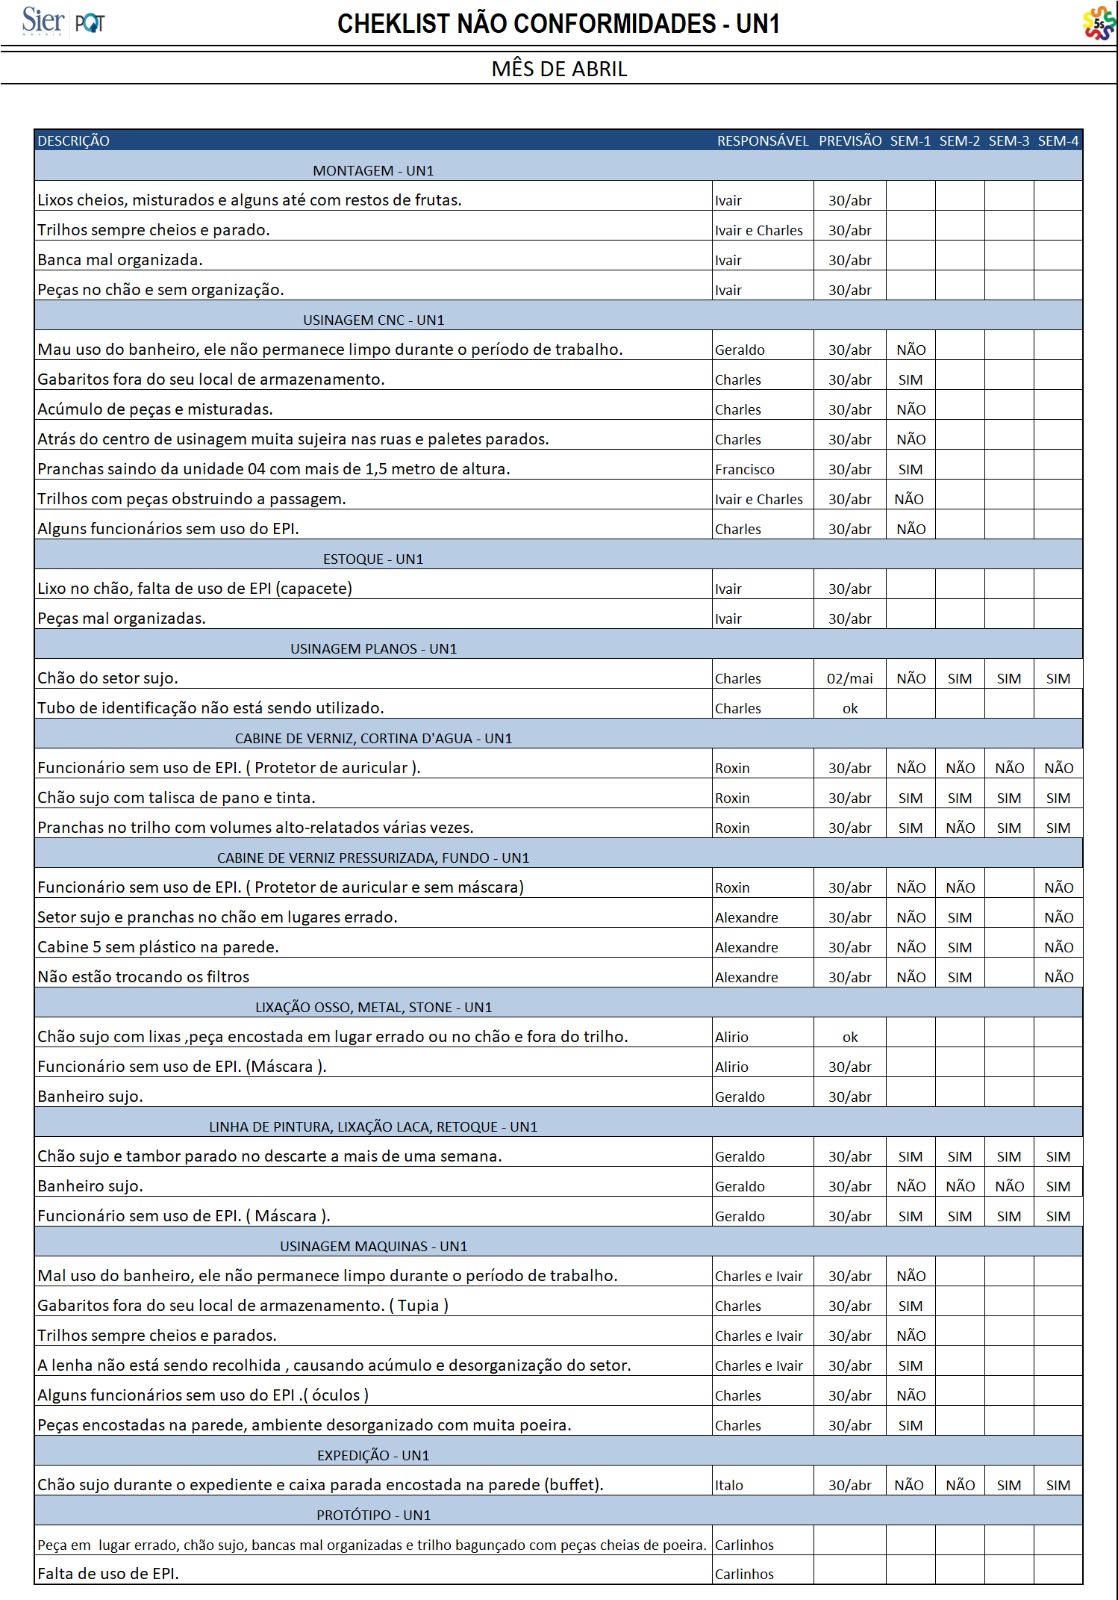 Sier PQT
CHEKLIST NÃO CONFORMIDADES - UN1
5s
MÊS DE ABRIL
DESCRIÇÃO RESPONSÁVEL PREVISÃO SEM-1 SEM-2 SEM-3 SEM-4
MONTAGEM - UN1
Lixos cheios, misturados e alguns até com restos de frutas. Ivair 30/abr
Trilhos sempre cheios e parado. Ivair e Charles 30/abr
Banca mal organizada. Ivair 30/abr
Peças no chão e sem organização. Ivair 30/abr
USINAGEM CNC - UN1
Mau uso do banheiro, ele não permanece limpo durante o período de trabalho. Geraldo 30/abr NÃO
Gabaritos fora do seu local de armazenamento. Charles 30/abr SIM
Acúmulo de peças e misturadas. Charles 30/abr NÃO
Atrás do centro de usinagem muita sujeira nas ruas e paletes parados. Charles 30/abr NÃO
Pranchas saindo da unidade 04 com mais de 1,5 metro de altura. Francisco 30/abr SIM
Trilhos com peças obstruindo a passagem. Ivair e Charles 30/abr NÃO
Alguns funcionários sem uso do EPI. Charles 30/abr NÃO
ESTOQUE - UN1
Lixo no chão, falta de uso de EPI (capacete) Ivair 30/abr
Peças mal organizadas. Ivair 30/abr
USINAGEM PLANOS - UN1
Chão do setor sujo. Charles 02/mai NÃO SIM SIM SIM
Tubo de identificação não está sendo utilizado. Charles ok
CABINE DE VERNIZ, CORTINA D'AGUA - UN1
Funcionário sem uso de EPI. ( Protetor de auricular ). Roxin 30/abr NÃO NÃO NÃO NÃO
Chão sujo com talisca de pano e tinta. Roxin 30/abr SIM SIM SIM SIM
Pranchas no trilho com volumes alto-relatados várias vezes. Roxin 30/abr SIM NÃO SIM SIM
CABINE DE VERNIZ PRESSURIZADA, FUNDO - UN1
Funcionário sem uso de EPI. ( Protetor de auricular e sem máscara) Roxin 30/abr NÃO NÃO NÃO
Setor sujo e pranchas no chão em lugares errado. Alexandre 30/abr NÃO SIM NÃO
Cabine 5 sem plástico na parede. Alexandre 30/abr NÃO SIM NÃO
Não estão trocando os filtros Alexandre 30/abr NÃO SIM NÃO
LIXAÇÃO OSSO, METAL, STONE - UN1
Chão sujo com lixas ,peça encostada em lugar errado ou no chão e fora do trilho. Alirio ok
Funcionário sem uso de EPI. (Máscara ). Alirio 30/abr
Banheiro sujo. Geraldo 30/abr
LINHA DE PINTURA, LIXAÇÃO LACA, RETOQUE - UN1
Chão sujo e tambor parado no descarte a mais de uma semana. Geraldo 30/abr SIM SIM SIM SIM
Banheiro sujo. Geraldo 30/abr NÃO NÃO NÃO SIM
Funcionário sem uso de EPI. ( Máscara ). Geraldo 30/abr SIM SIM SIM SIM
USINAGEM MAQUINAS - UN1
Mal uso do banheiro, ele não permanece limpo durante o período de trabalho. Charles e Ivair 30/abr NÃO
Gabaritos fora do seu local de armazenamento. ( Tupia ) Charles 30/abr SIM
Trilhos sempre cheios e parados. Charles e Ivair 30/abr NÃO
A lenha não está sendo recolhida , causando acúmulo e desorganização do setor. Charles e Ivair 30/abr SIM
Alguns funcionários sem uso do EPI .( óculos ) Charles 30/abr NÃO
Peças encostadas na parede, ambiente desorganizado com muita poeira. Charles 30/abr SIM
EXPEDIÇÃO - UN1
Chão sujo durante o expediente e caixa parada encostada na parede (buffet). Italo 30/abr NÃO NÃO SIM SIM
PROTÓTIPO - UN1
Peça em lugar errado, chão sujo, bancas mal organizadas e trilho bagunçado com peças cheias de poeira. Carlinhos
Falta de uso de EPI. Carlinhos